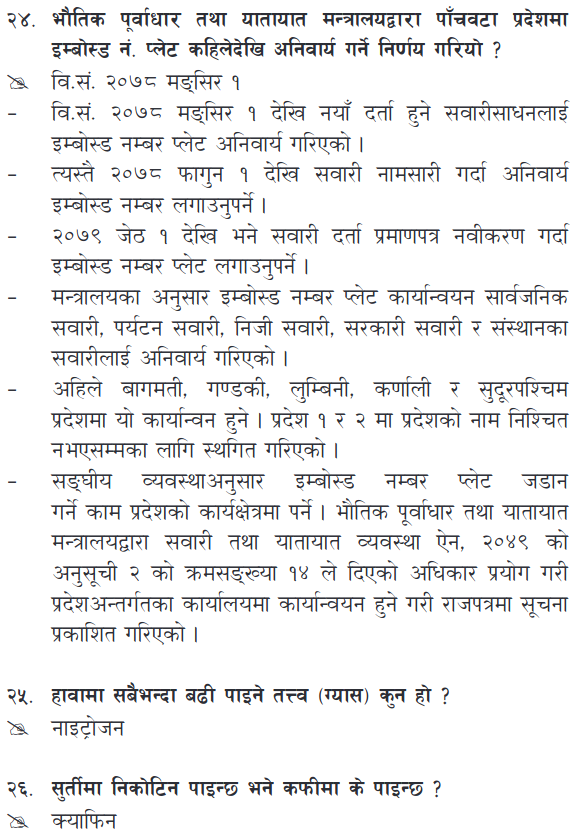 २४. भौतिक पूर्वाधार तथा यातायात मन्त्रालयद्वारा पाँचवटा प्रदेशमा
इम्बोस्ड नं. प्लेट कहिलेदेखि अनिवार्य गर्ने निर्णय गरियो ?
वि.सं. २०७८ मङ्सिर १
– वि.सं. २०७८ मङ्सिर १ देखि नयाँ दर्ता हुने सवारीसाधनलाई
इम्बोस्ड नम्बर प्लेट अनिवार्य गरिएको ।
– त्यस्तै २०७८ फागुन १ देखि सवारी नामसारी गर्दा अनिवार्य
इम्बोस्ड नम्बर लगाउनुपर्ने ।
– २०७९ जेठ १ देखि भने सवारी दर्ता प्रमाणपत्र नवीकरण गर्दा
इम्बोस्ड नम्बर प्लेट लगाउनुपर्ने ।
– मन्त्रालयका अनुसार इम्बोस्ड नम्बर प्लेट कार्यान्वयन सार्वजनिक
सवारी, पर्यटन सवारी, निजी सवारी, सरकारी सवारी र संस्थानका
सवारीलाई अनिवार्य गरिएको ।
– अहिले बागमती, गण्डकी, लुम्बिनी, कर्णाली र सुदूरपश्चिम
प्रदेशमा यो कार्यान्वन हुने । प्रदेश १ र २ मा प्रदेशको नाम निश्चित
नभएसम्मका लागि स्थगित गरिएको ।
– सङ्घीय व्यवस्थाअनुसार इम्बोस्ड नम्बर प्लेट जडान
गर्ने काम प्रदेशको कार्यक्षेत्रमा पर्ने । भौतिक पूर्वाधार तथा यातायात
मन्त्रालयद्वारा सवारी तथा यातायात व्यवस्था ऐन, २०४९ को
अनुसूची २ को क्रमसङ्ख्या १४ ले दिएको अधिकार प्रयोग गरी
प्रदेशअन्तर्गतका कार्यालयमा कार्यान्वयन हुने गरी राजपत्रमा सूचना
प्रकाशित गरिएको ।
२५. हावामा सबैभन्दा बढी पाइने तत्त्व (ग्यास) कुन हो ?
नाइट्रोजन
२६. सुर्तीमा निकोटिन पाइन्छ भने कफीमा के पाइन्छ ?
क्याफिन